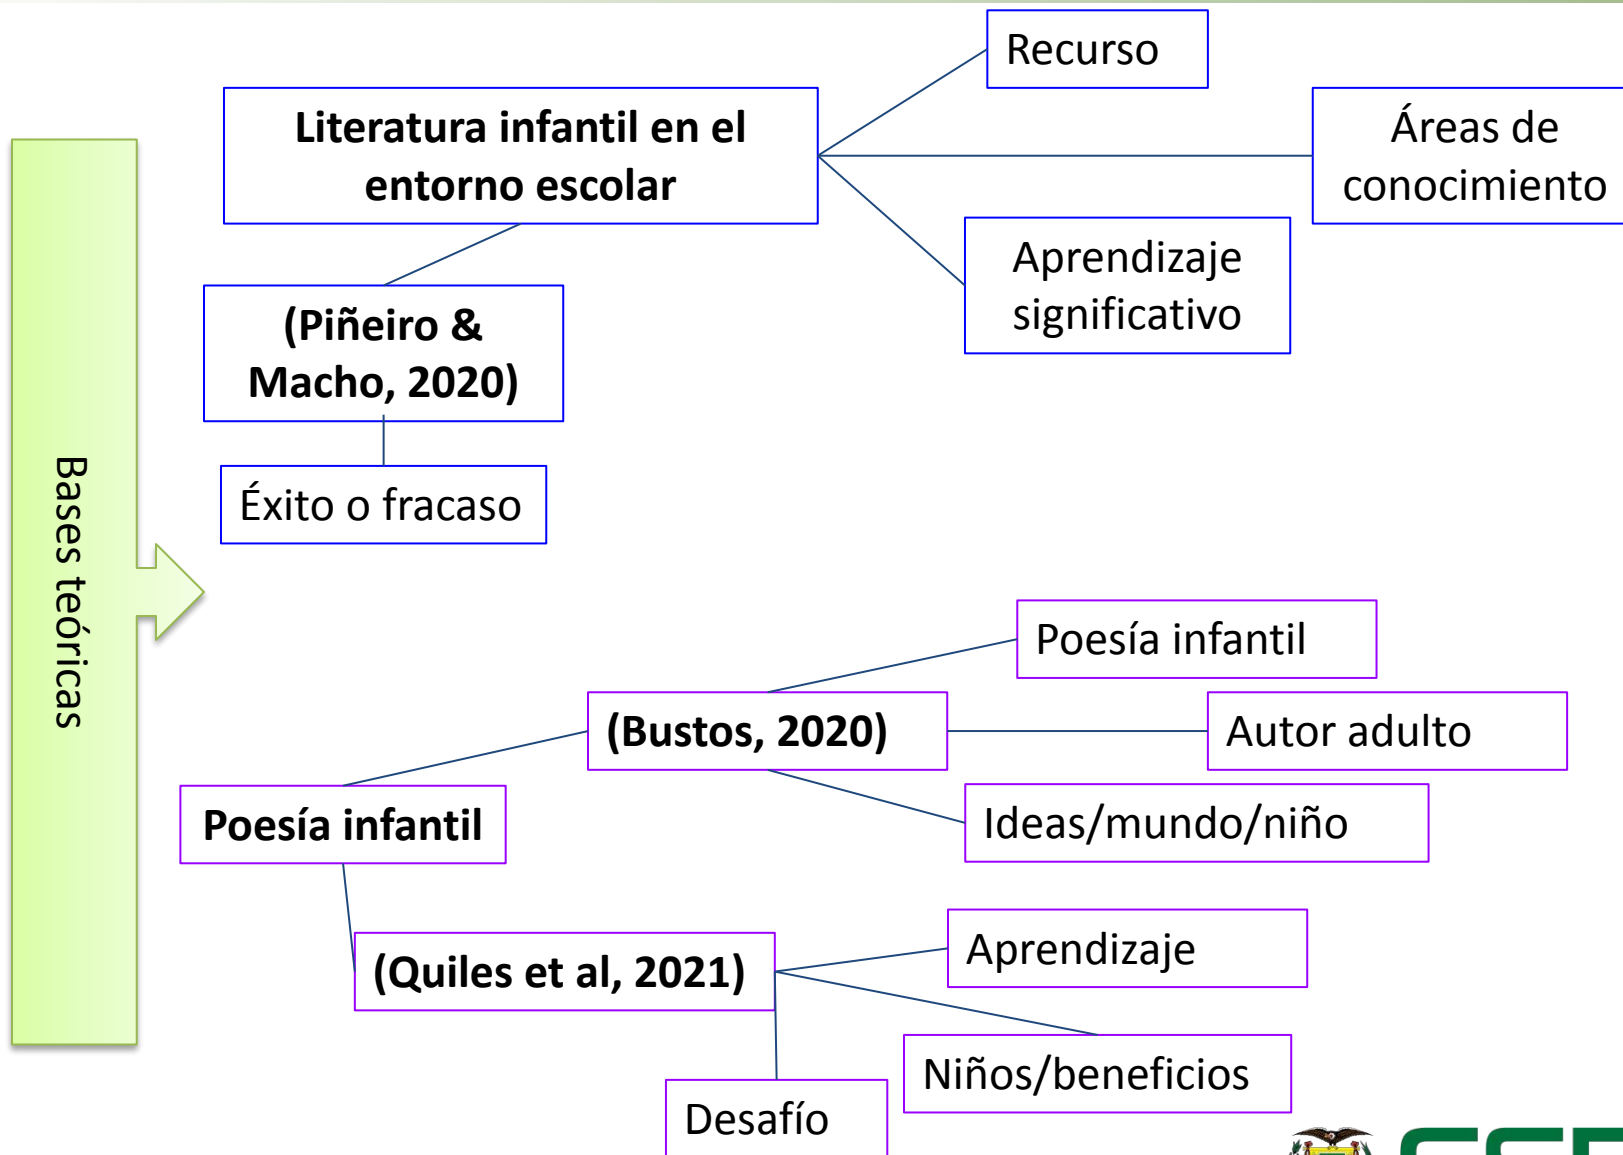 Bases teóricas
Recurso
Literatura infantil en el
entorno escolar
Áreas de
conocimiento
Aprendizaje
significativo
(Piñeiro &
Macho, 2020)
Éxito o fracaso
Poesía infantil
(Bustos, 2020)
Autor adulto
Ideas/mundo/niño
Poesía infantil
(Quiles et al, 2021)
Aprendizaje
Niños/beneficios
Desafío